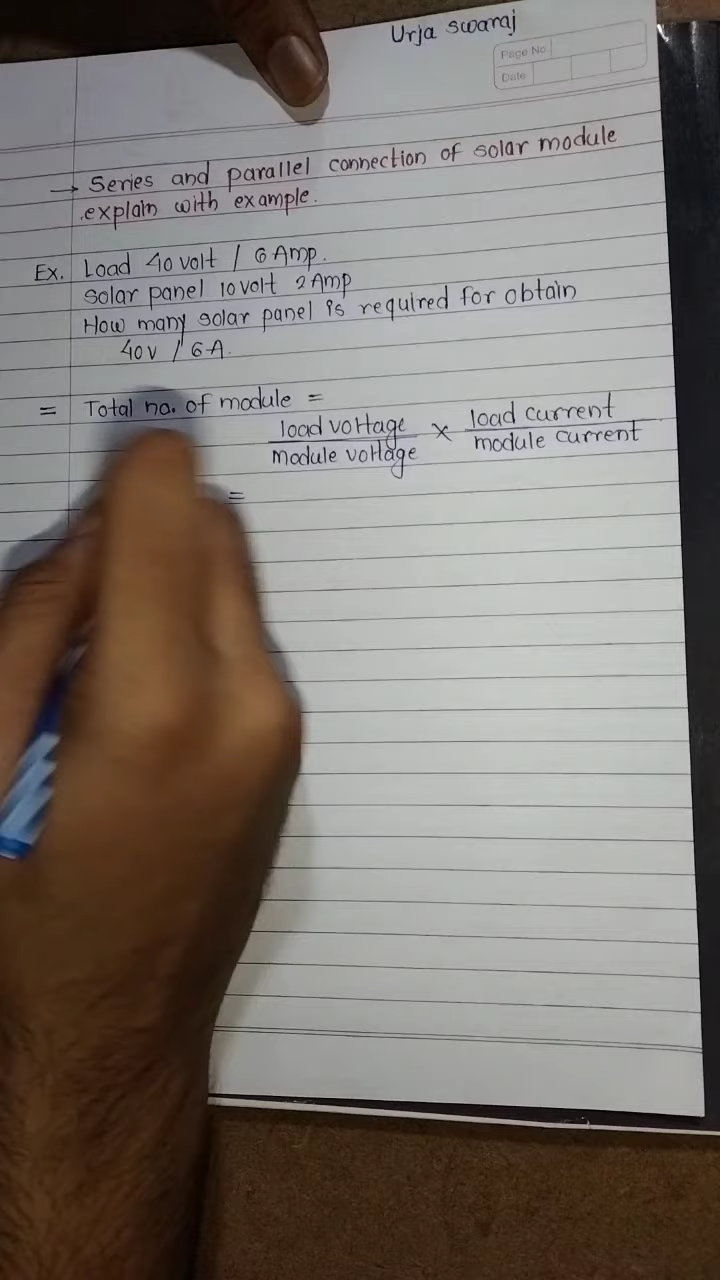 Urja swaraj
Page No
Date
→ Series and parallel connection of solar module
explain with example.
Ex. Load 40 volt / 6 Amp.
solar panel 10 volt 2 Amp
How many solar panel is required for obtain
40v / 6A.
= Total no. of module =
load voltage / module voltage × load current / module current
=